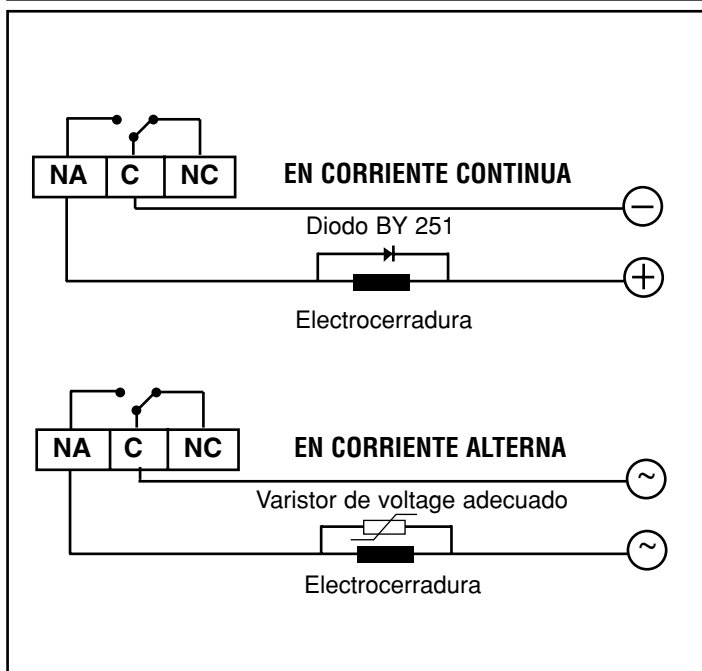 NA C NC
EN CORRIENTE CONTINUA
−
Diodo BY 251
+
Electrocerradura
NA C NC
EN CORRIENTE ALTERNA
~
Varistor de voltage adecuado
~
Electrocerradura